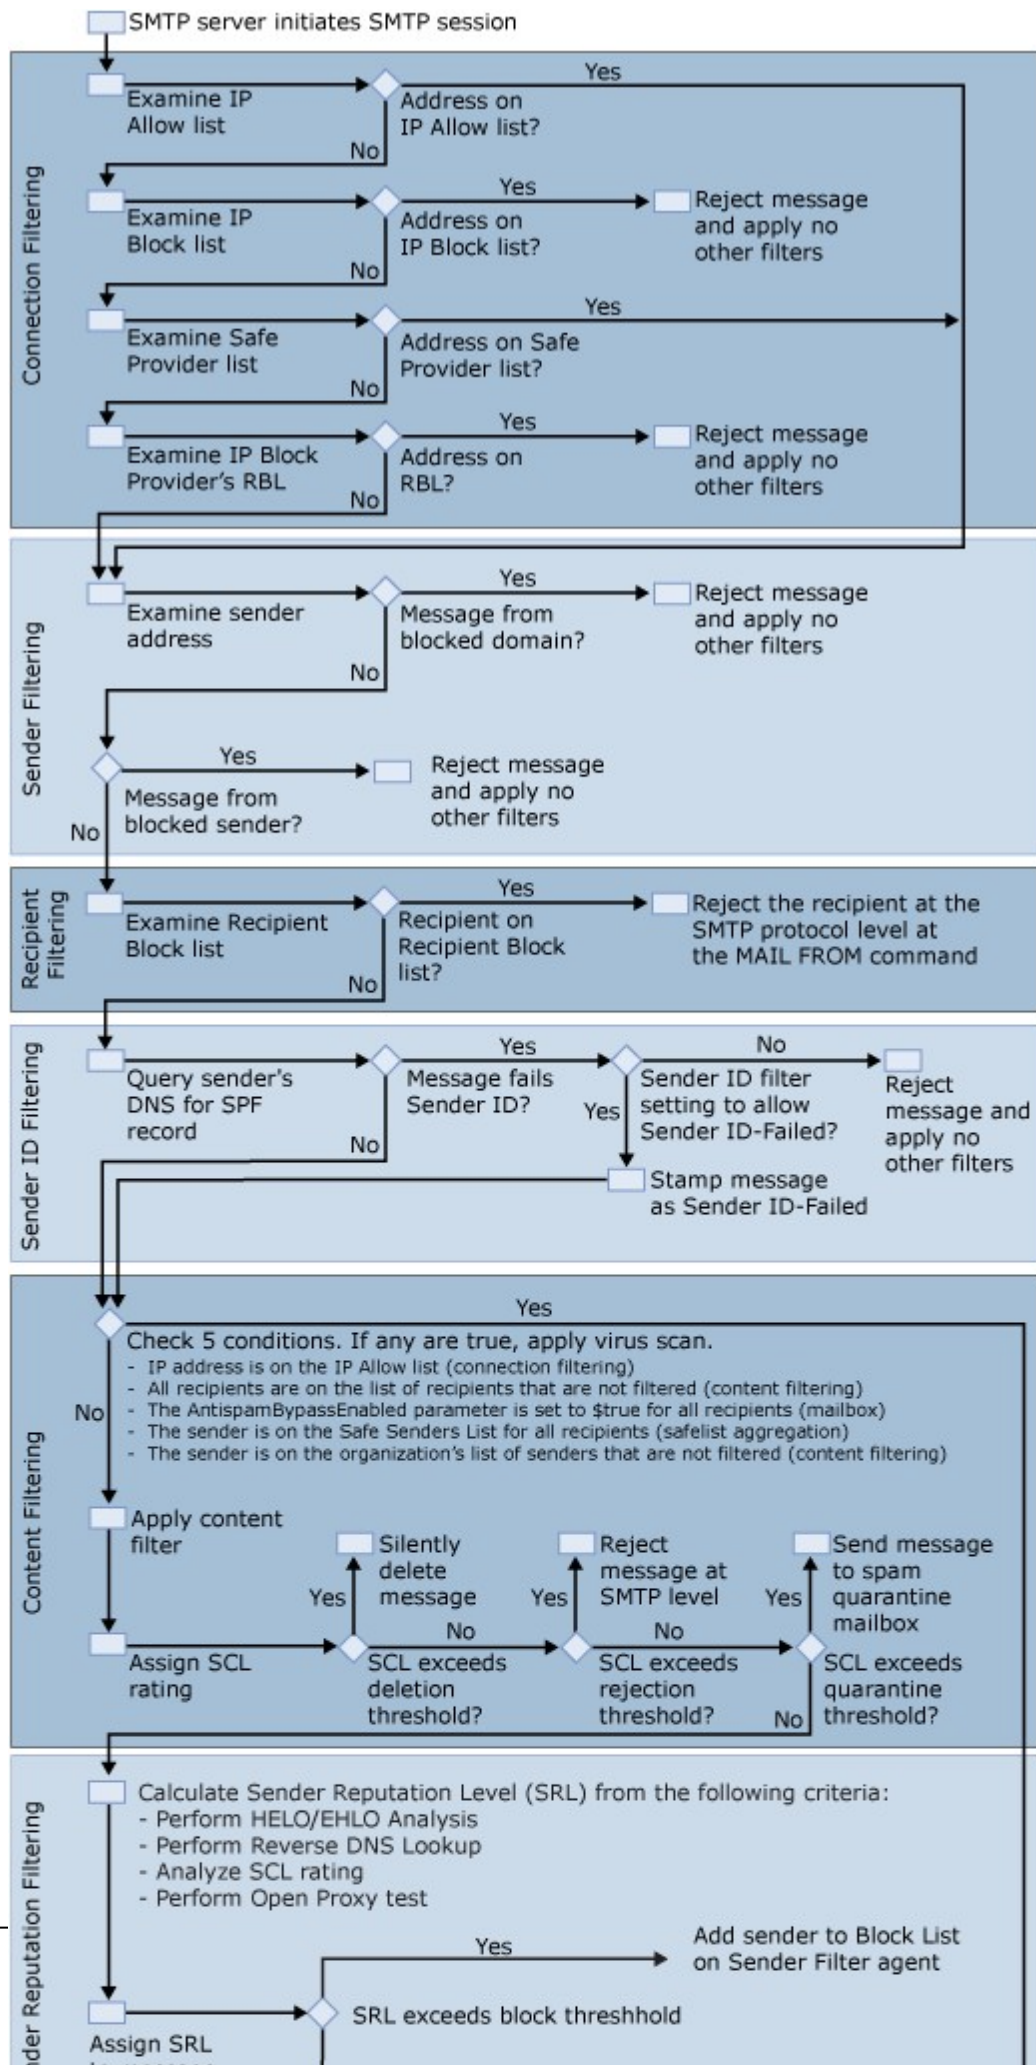 SMTP server initiates SMTP session
Connection Filtering
Examine IP
Allow list
Address on
IP Allow list?
Yes
No
Examine IP
Block list
Address on
IP Block list?
Yes
Reject message
and apply no
other filters
No
Examine Safe
Provider list
Address on Safe
Provider list?
Yes
No
Examine IP Block
Provider's RBL
Address on
RBL?
Yes
Reject message
and apply no
other filters
No
Sender Filtering
Examine sender
address
Message from
blocked domain?
Yes
Reject message
and apply no
other filters
No
Message from
blocked sender?
Yes
Reject message
and apply no
other filters
No
Recipient
Filtering
Examine Recipient
Block list
Recipient on
Recipient Block
list?
Yes
Reject the recipient at the
SMTP protocol level at
the MAIL FROM command
No
Sender ID Filtering
Query sender's
DNS for SPF
record
Message fails
Sender ID?
Yes
Sender ID filter
setting to allow
Sender ID-Failed?
No
Reject
message and
apply no
other filters
Yes
No
Stamp message
as Sender ID-Failed
Content Filtering
Yes
Check 5 conditions. If any are true, apply virus scan.
- IP address is on the IP Allow list (connection filtering)
- All recipients are on the list of recipients that are not filtered (content filtering)
- The AntispamBypassEnabled parameter is set to $true for all recipients (mailbox)
- The sender is on the Safe Senders List for all recipients (safelist aggregation)
- The sender is on the organization's list of senders that are not filtered (content filtering)
No
Apply content
filter
Silently
delete
message
Reject
message at
SMTP level
Send message
to spam
quarantine
mailbox
Yes
Yes
Yes
No
No
Assign SCL
rating
SCL exceeds
deletion
threshold?
SCL exceeds
rejection
threshold?
SCL exceeds
quarantine
threshold?
No
Reputation Filtering
Calculate Sender Reputation Level (SRL) from the following criteria:
- Perform HELO/EHLO Analysis
- Perform Reverse DNS Lookup
- Analyze SCL rating
- Perform Open Proxy test
Yes
Add sender to Block List
on Sender Filter agent
SRL exceeds block threshhold
Assign SRL